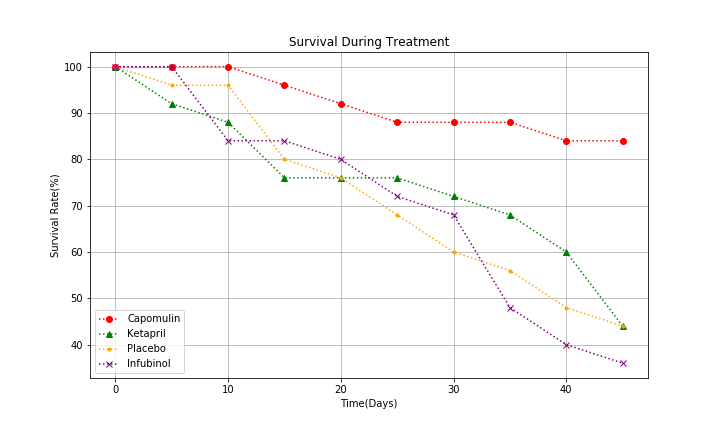 Survival During Treatment
100
90
80
70
60
50
40
Survival Rate(%)
Capomulin
Ketapril
Placebo
Infubinol
0 10 20 30 40
Time(Days)